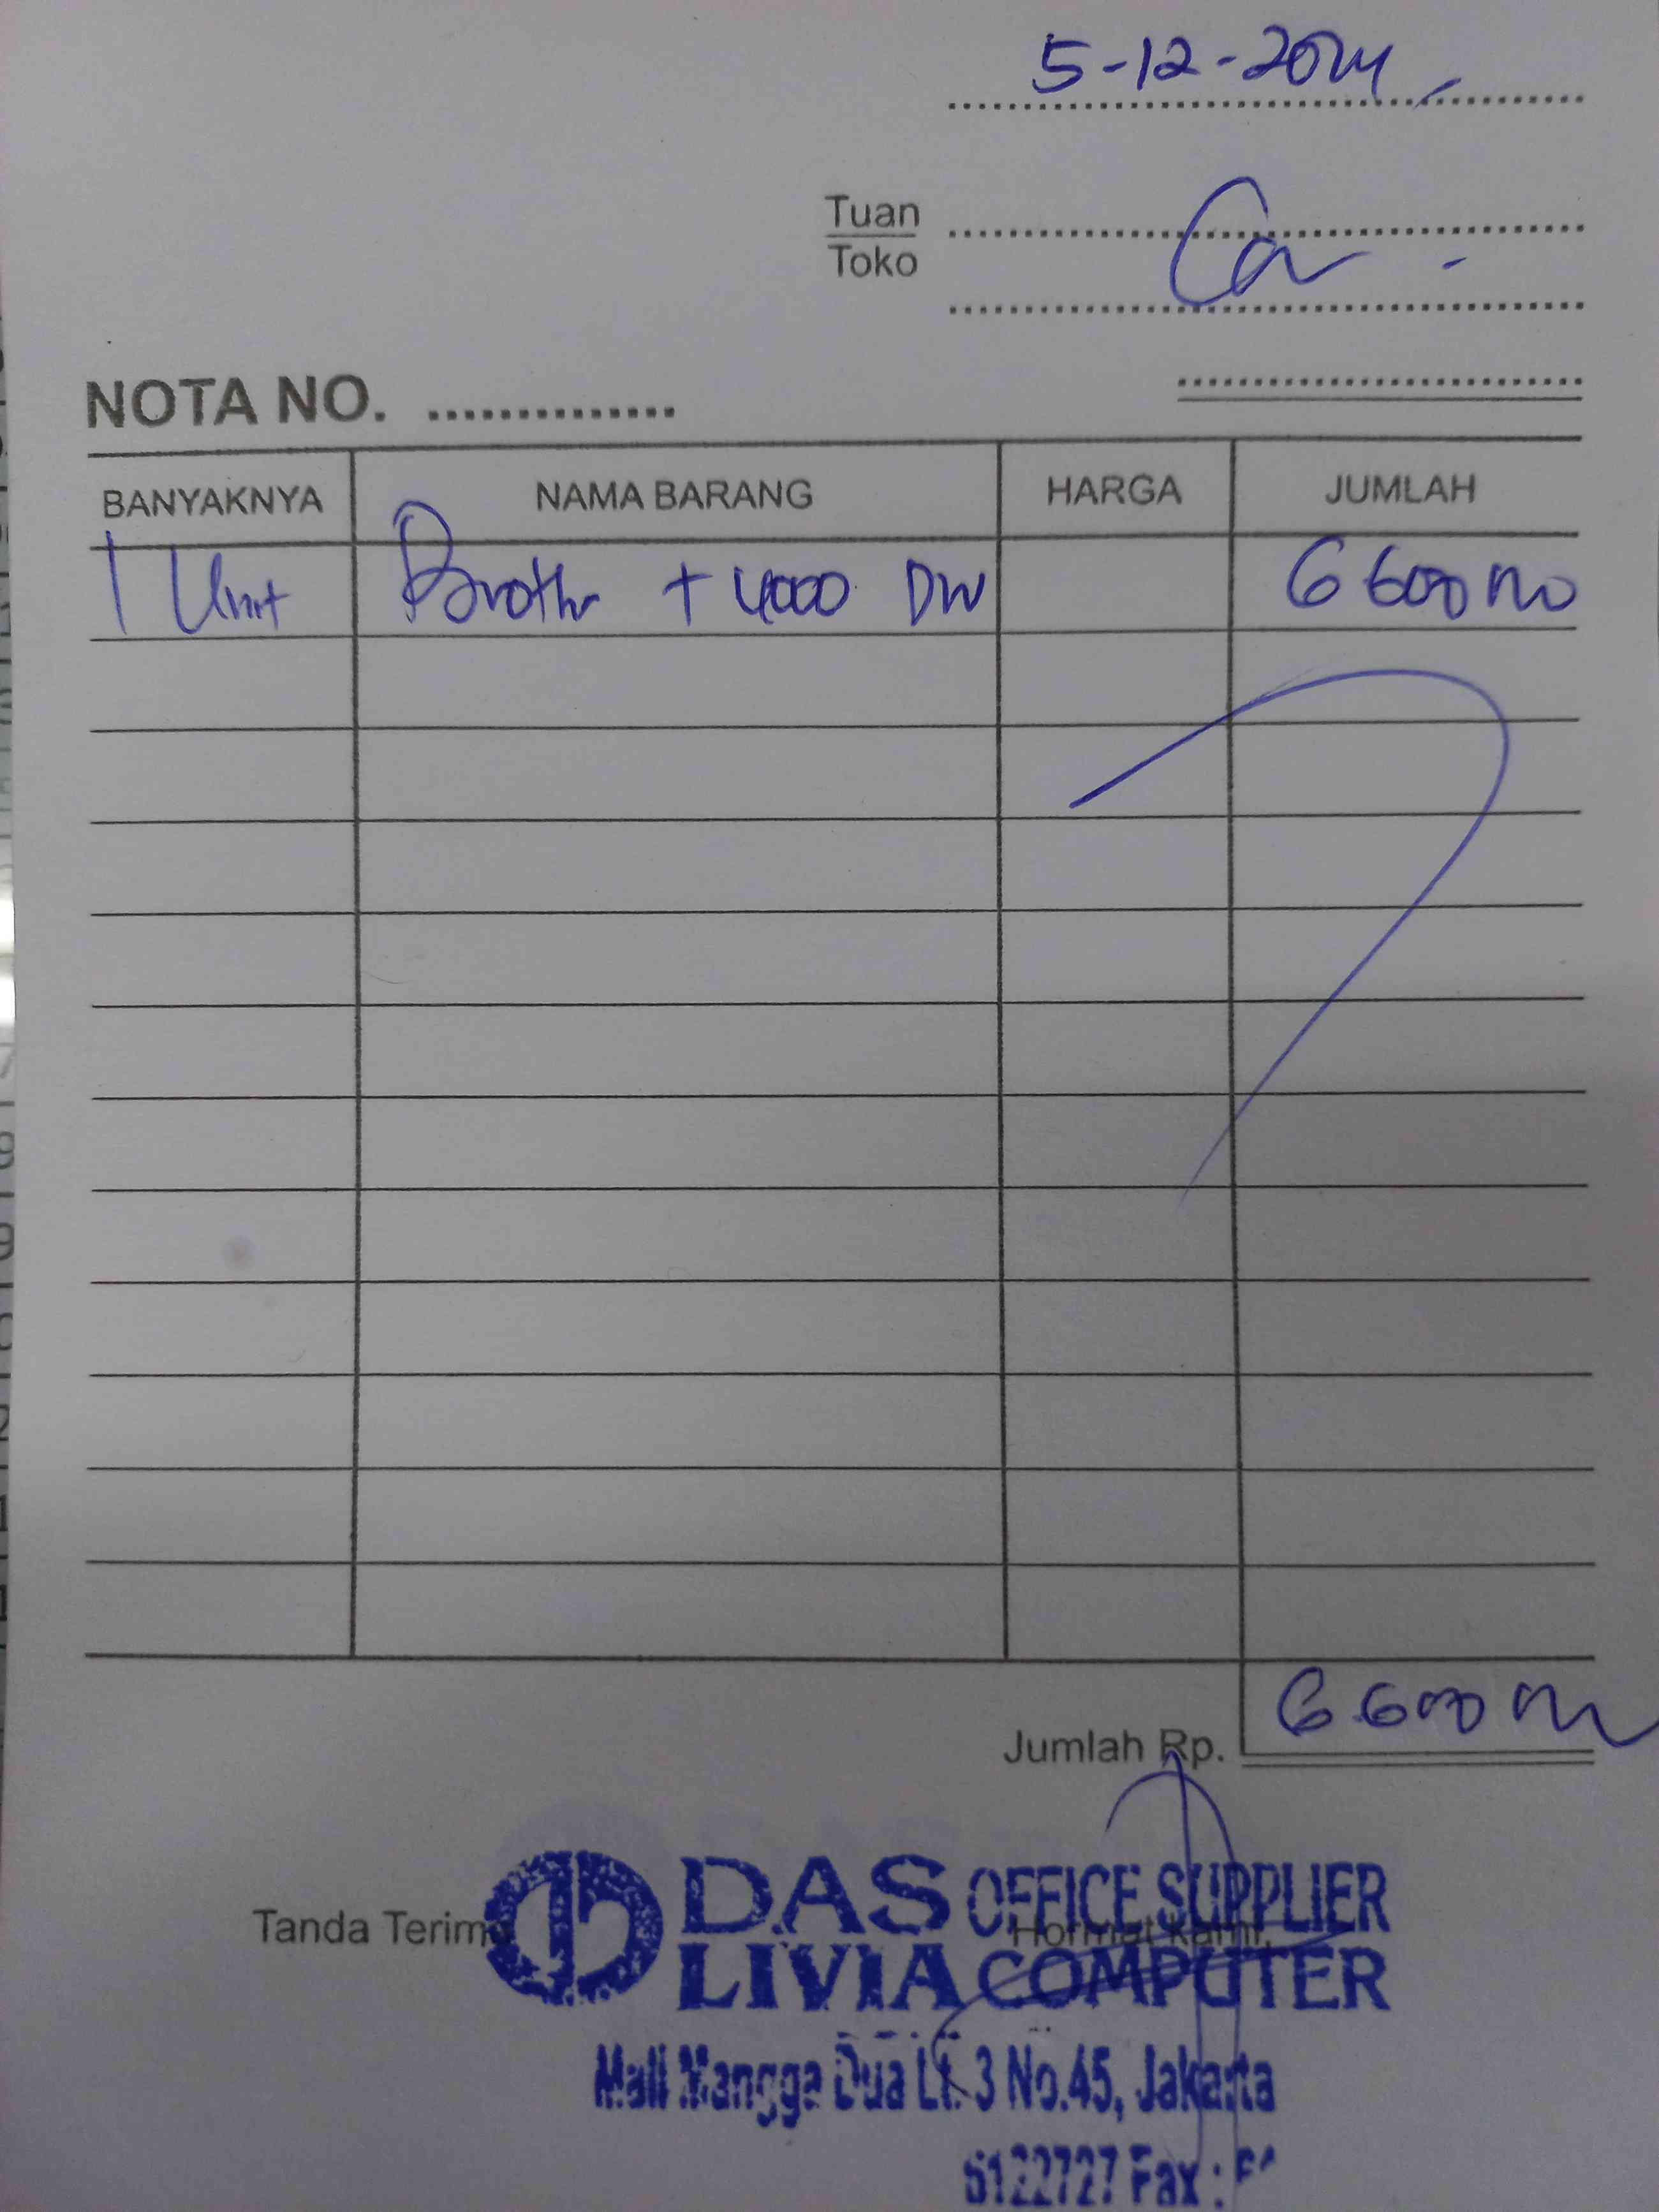 5-12-2024
Tuan
Toko
NOTA NO. ..............
BANYAKNYA NAMA BARANG HARGA JUMLAH
1 Unit Brother T 4000 DW 6 600 000
Jumlah Rp. 6.600 000
Tanda Terima
Hormat kami,
DAS OFFICE SUPPLIER
LIVIA COMPUTER
Mall Mangga Dua Lt. 3 No.45, Jakarta
6122727 Fax :